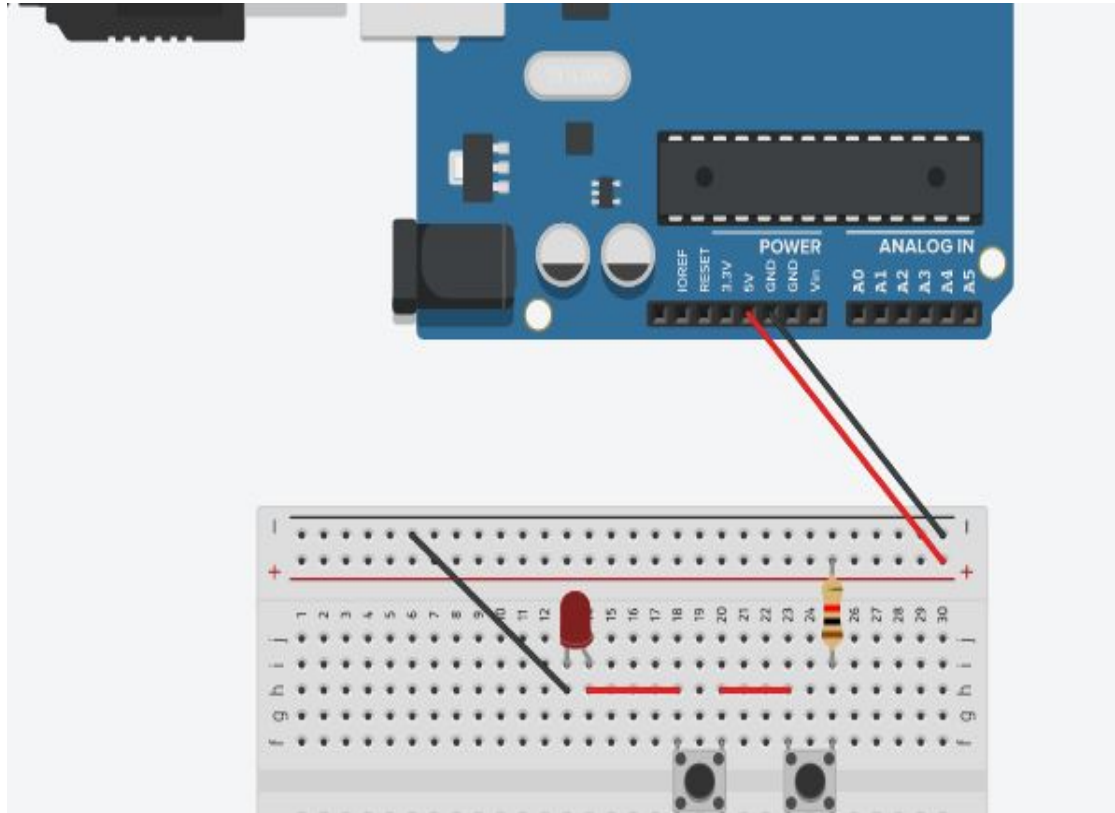 POWER ANALOG IN
IOREF RESET 3.3V 5V GND GND Vin A0 A1 A2 A3 A4 A5
− −
+ +
1 2 3 4 5 6 7 8 9 10 11 12 14 15 16 17 18 19 20 21 22 23 24 26 27 28 29 30
j j
i i
h h
g g
f f